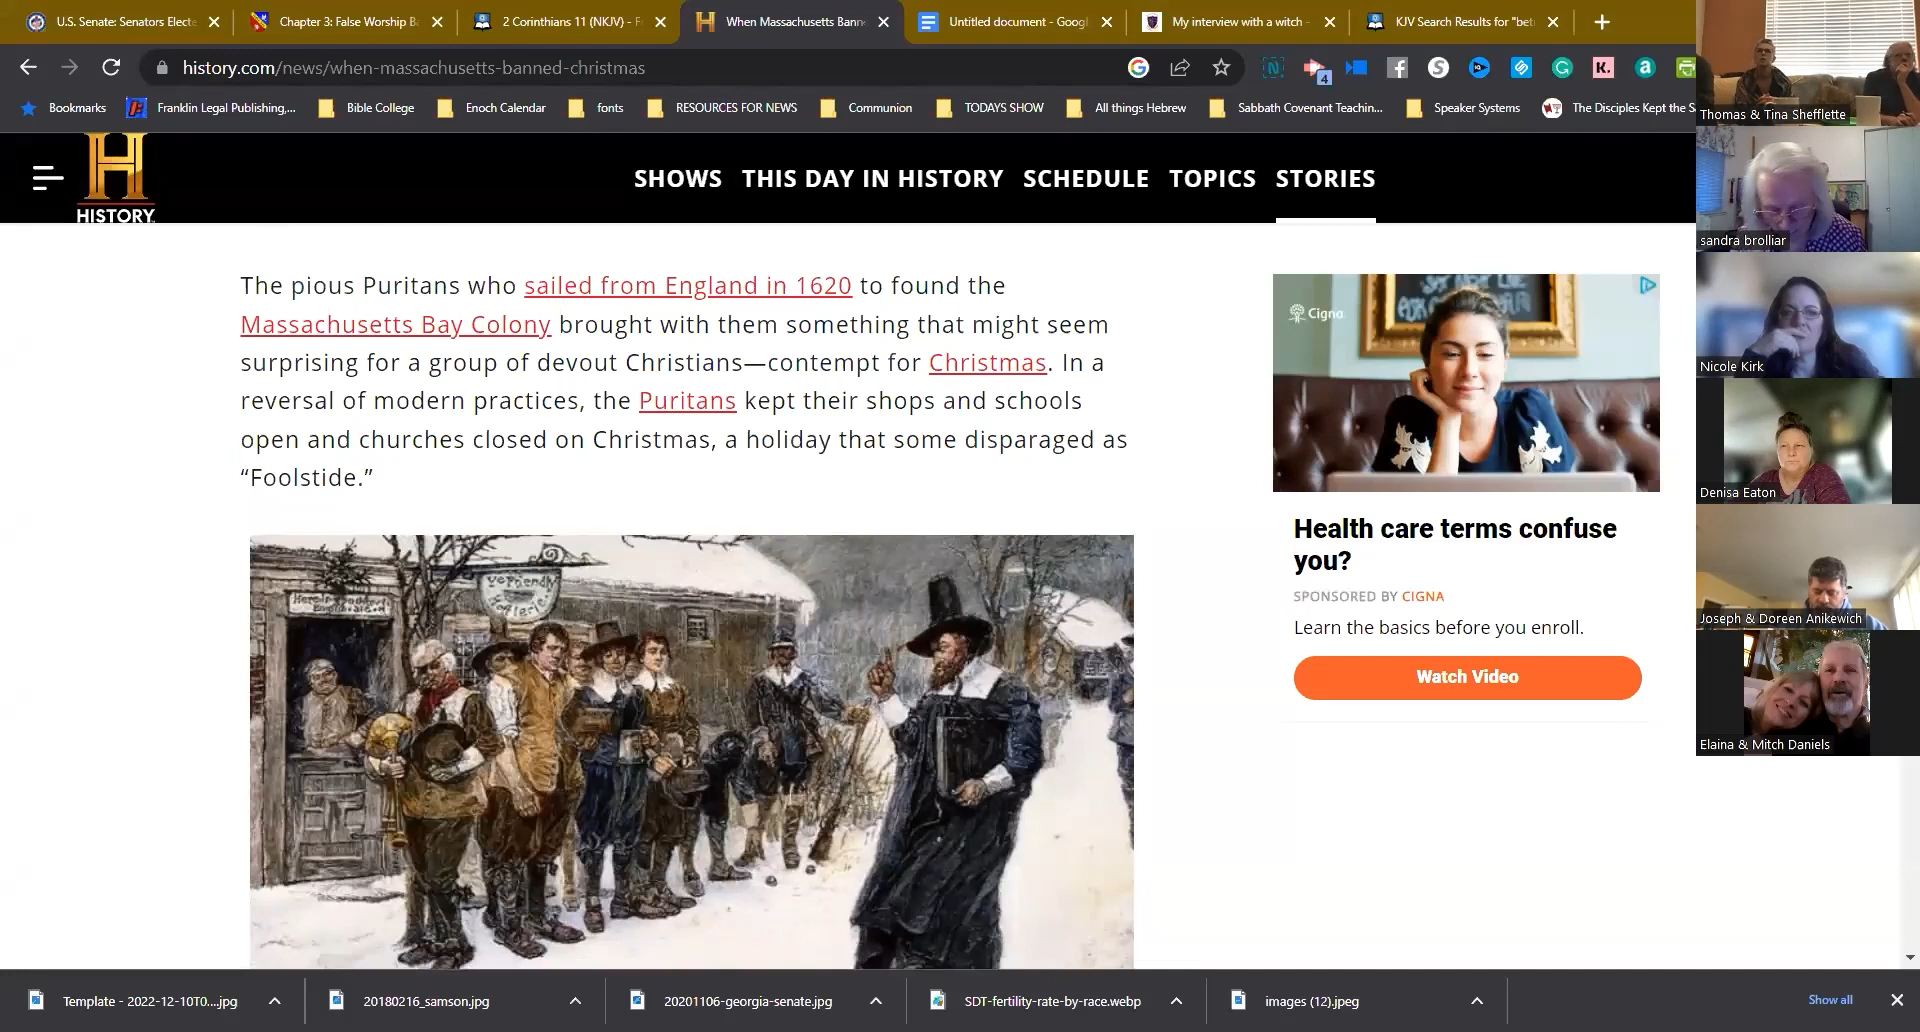 U.S. Senate: Senators Electe
Chapter 3: False Worship B
2 Corinthians 11 (NKJV) - F
When Massachusetts Bann
Untitled document - Googl
My interview with a witch -
KJV Search Results for "bet
history.com/news/when-massachusetts-banned-christmas
4
Bookmarks
Franklin Legal Publishing,...
Bible College
Enoch Calendar
fonts
RESOURCES FOR NEWS
Communion
TODAYS SHOW
All things Hebrew
Sabbath Covenant Teachin...
Speaker Systems
The Disciples Kept the S
H
HISTORY
SHOWS THIS DAY IN HISTORY SCHEDULE TOPICS STORIES
The pious Puritans who sailed from England in 1620 to found the
Massachusetts Bay Colony brought with them something that might seem
surprising for a group of devout Christians—contempt for Christmas. In a
reversal of modern practices, the Puritans kept their shops and schools
open and churches closed on Christmas, a holiday that some disparaged as
“Foolstide.”
Ye Friendly
Cigna
Health care terms confuse
you?
SPONSORED BY CIGNA
Learn the basics before you enroll.
Watch Video
Thomas & Tina Shefflette
sandra brolliar
Nicole Kirk
Denisa Eaton
Joseph & Doreen Anikewich
Elaina & Mitch Daniels
Template - 2022-12-10T0....jpg
20180216_samson.jpg
20201106-georgia-senate.jpg
SDT-fertility-rate-by-race.webp
images (12).jpeg
Show all